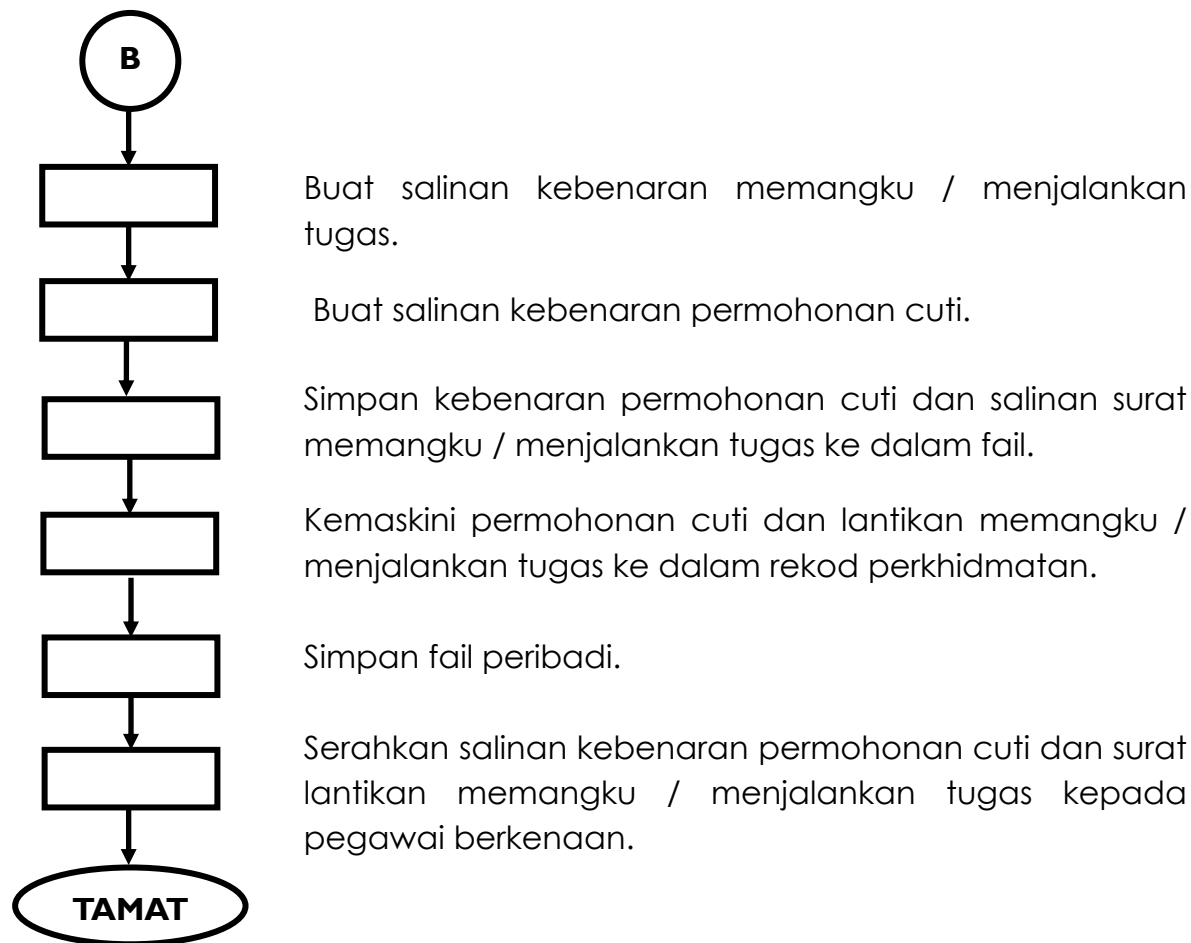 B
Buat salinan kebenaran memangku / menjalankan
tugas.
Buat salinan kebenaran permohonan cuti.
Simpan kebenaran permohonan cuti dan salinan surat
memangku / menjalankan tugas ke dalam fail.
Kemaskini permohonan cuti dan lantikan memangku /
menjalankan tugas ke dalam rekod perkhidmatan.
Simpan fail peribadi.
Serahkan salinan kebenaran permohonan cuti dan surat
lantikan memangku / menjalankan tugas kepada
pegawai berkenaan.
TAMAT